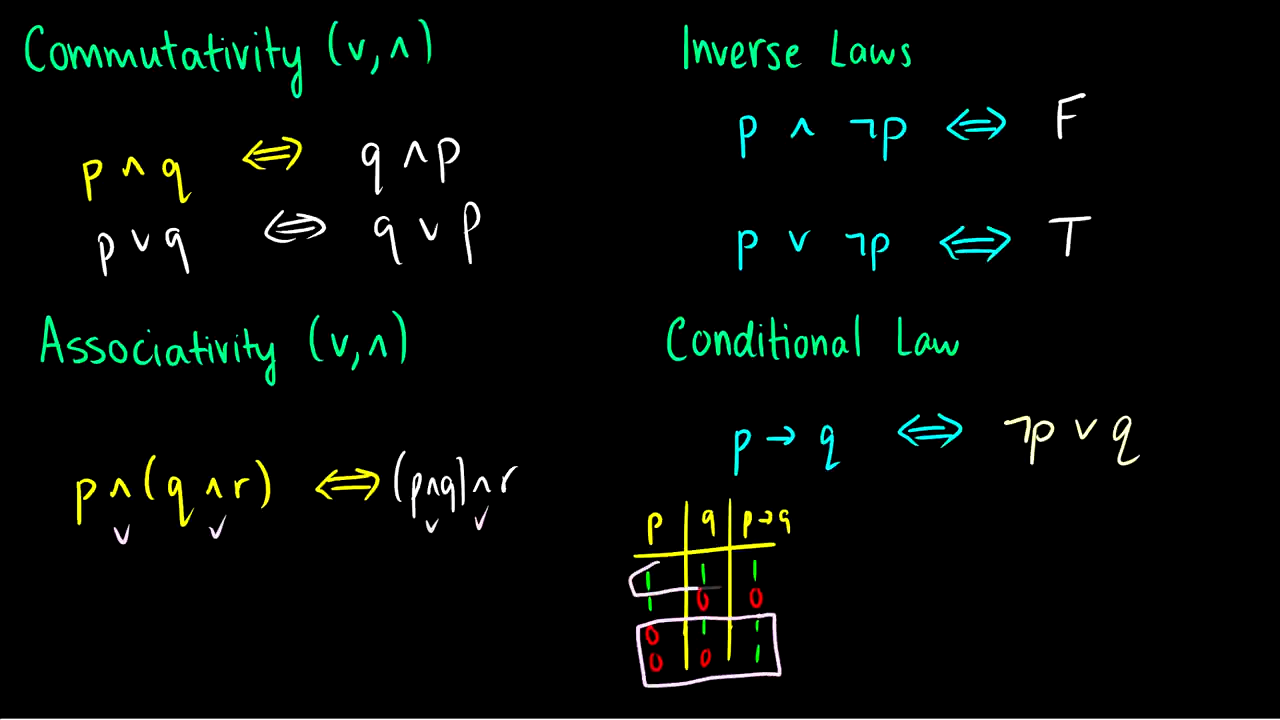 Commutativity (∨,∧)
p ∧ q ⇔ q ∧ p
p ∨ q ⇔ q ∨ p
Associativity (∨,∧)
p ∧ (q ∧ r) ⇔ (p∧q)∧r
∨ ∨ ∨ ∨
Inverse Laws
p ∧ ¬p ⇔ F
p ∨ ¬p ⇔ T
Conditional Law
p → q ⇔ ¬p ∨ q
p q p→q
1 1 1
1 0 0
0 1 1
0 0 1